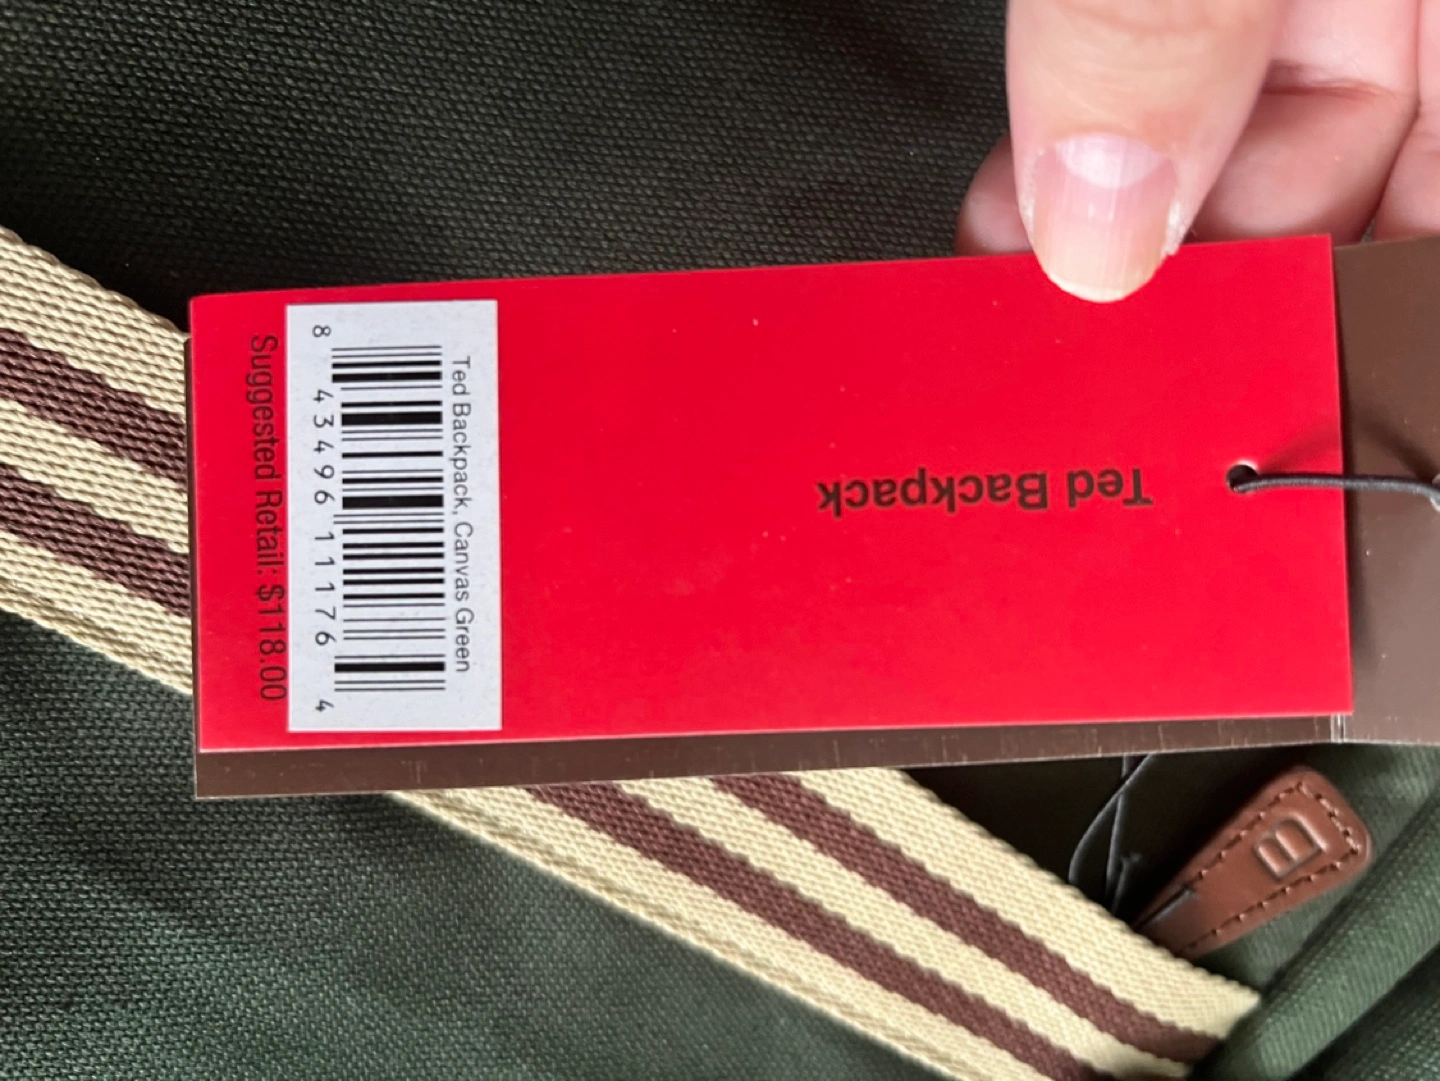 Ted Backpack
Ted Backpack, Canvas Green
8 43496 11176 4
Suggested Retail: $118.00
B